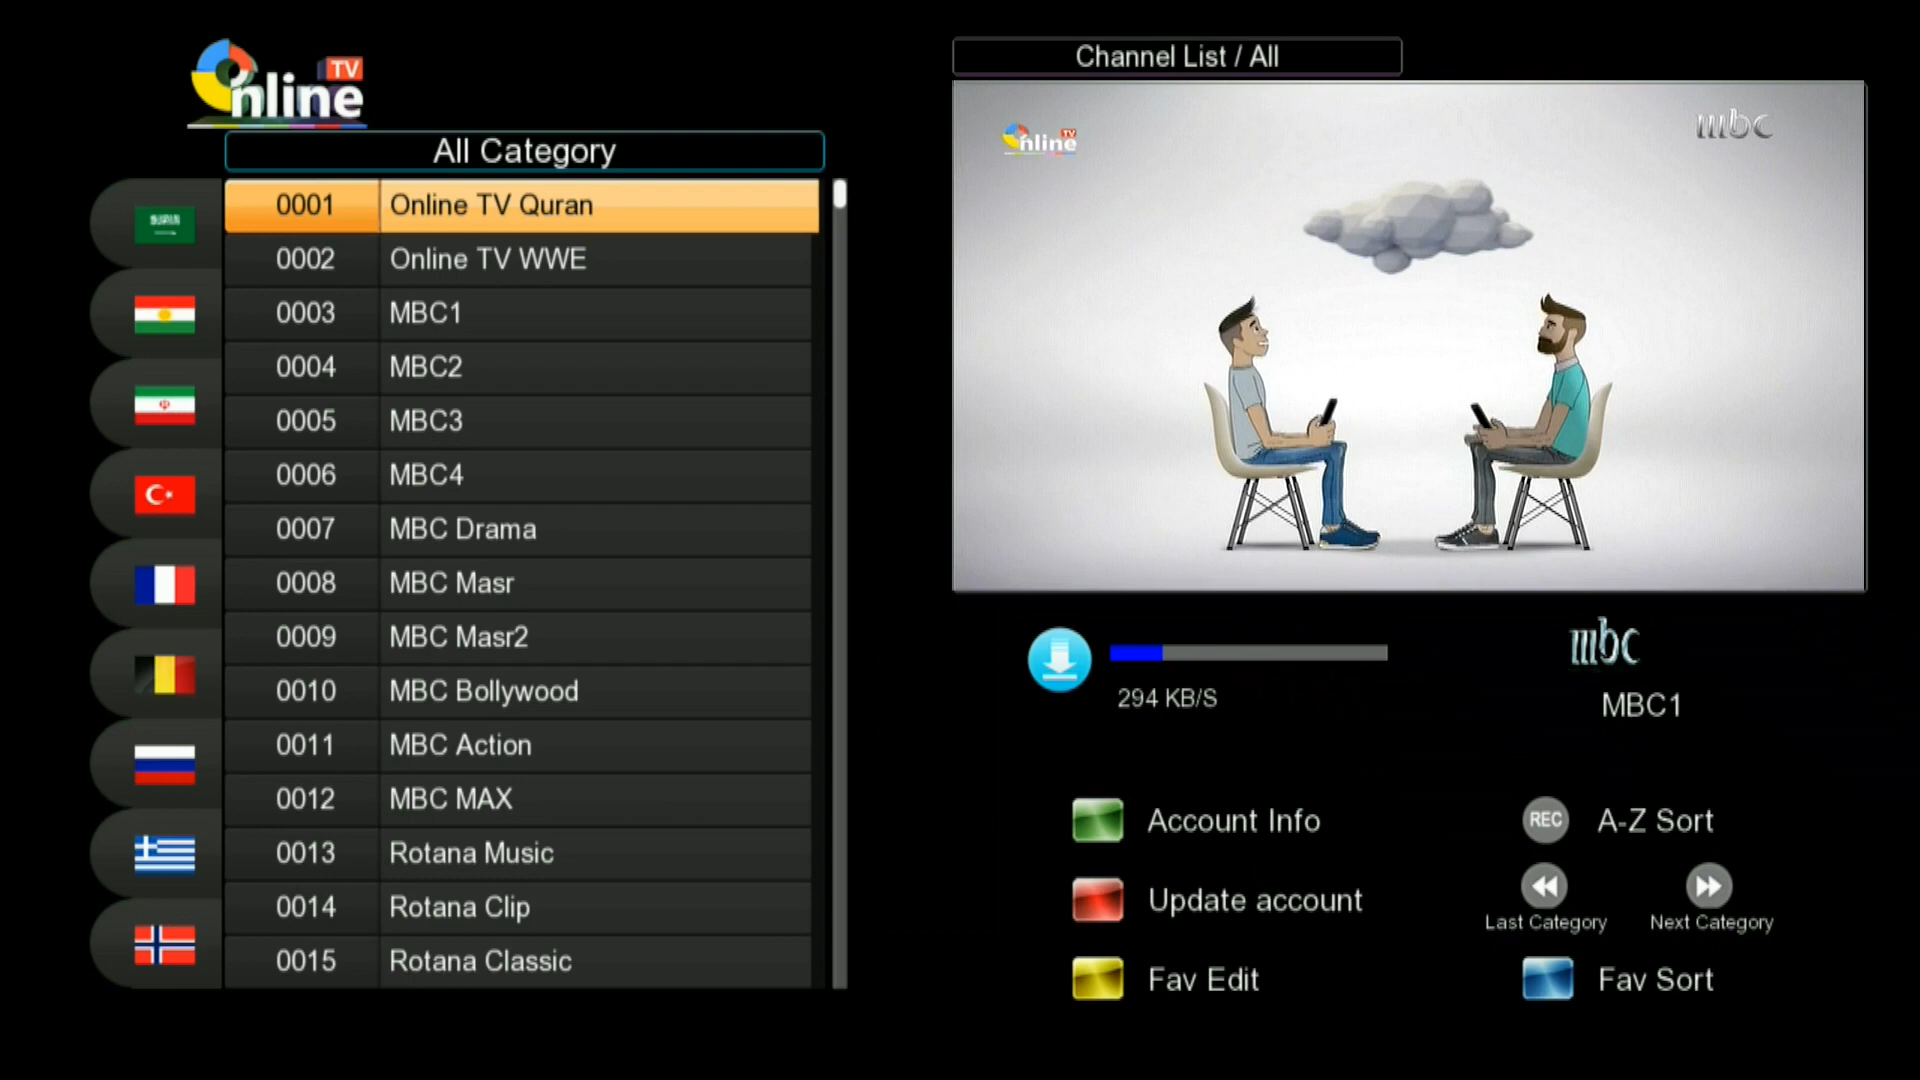 Online TV
All Category
0001 Online TV Quran
0002 Online TV WWE
0003 MBC1
0004 MBC2
0005 MBC3
0006 MBC4
0007 MBC Drama
0008 MBC Masr
0009 MBC Masr2
0010 MBC Bollywood
0011 MBC Action
0012 MBC MAX
0013 Rotana Music
0014 Rotana Clip
0015 Rotana Classic
Channel List / All
Online TV
mbc
294 KB/S
mbc
MBC1
Account Info
REC A-Z Sort
Update account
Last Category
Next Category
Fav Edit
Fav Sort